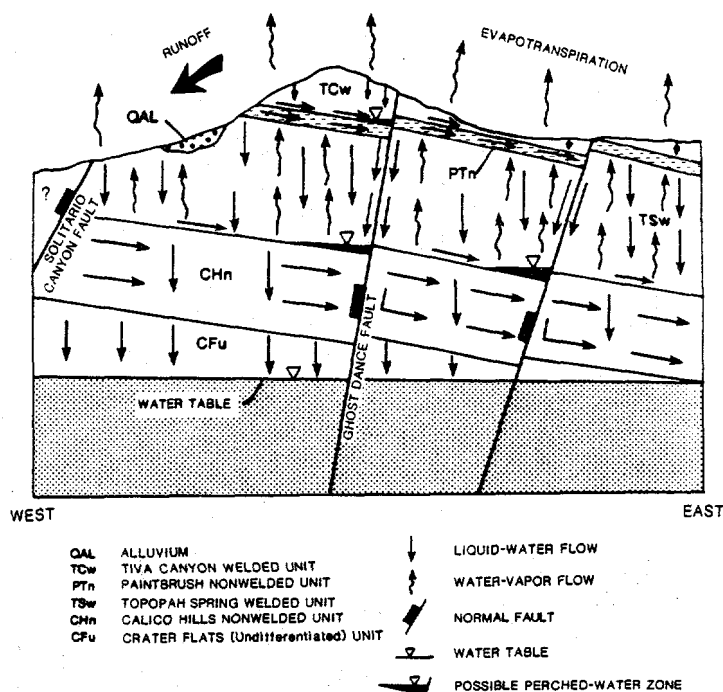 RUNOFF
EVAPOTRANSPIRATION
TCw
QAL
PTn
?
SOLITARIO
CANYON FAULT
TSw
CHn
CFu
GHOST DANCE FAULT
WATER TABLE
WEST
EAST
QAL ALLUVIUM
TCw TIVA CANYON WELDED UNIT
PTn PAINTBRUSH NONWELDED UNIT
TSw TOPOPAH SPRING WELDED UNIT
CHn CALICO HILLS NONWELDED UNIT
CFu CRATER FLATS (Undifferentiated) UNIT
LIQUID-WATER FLOW
WATER-VAPOR FLOW
NORMAL FAULT
WATER TABLE
POSSIBLE PERCHED-WATER ZONE